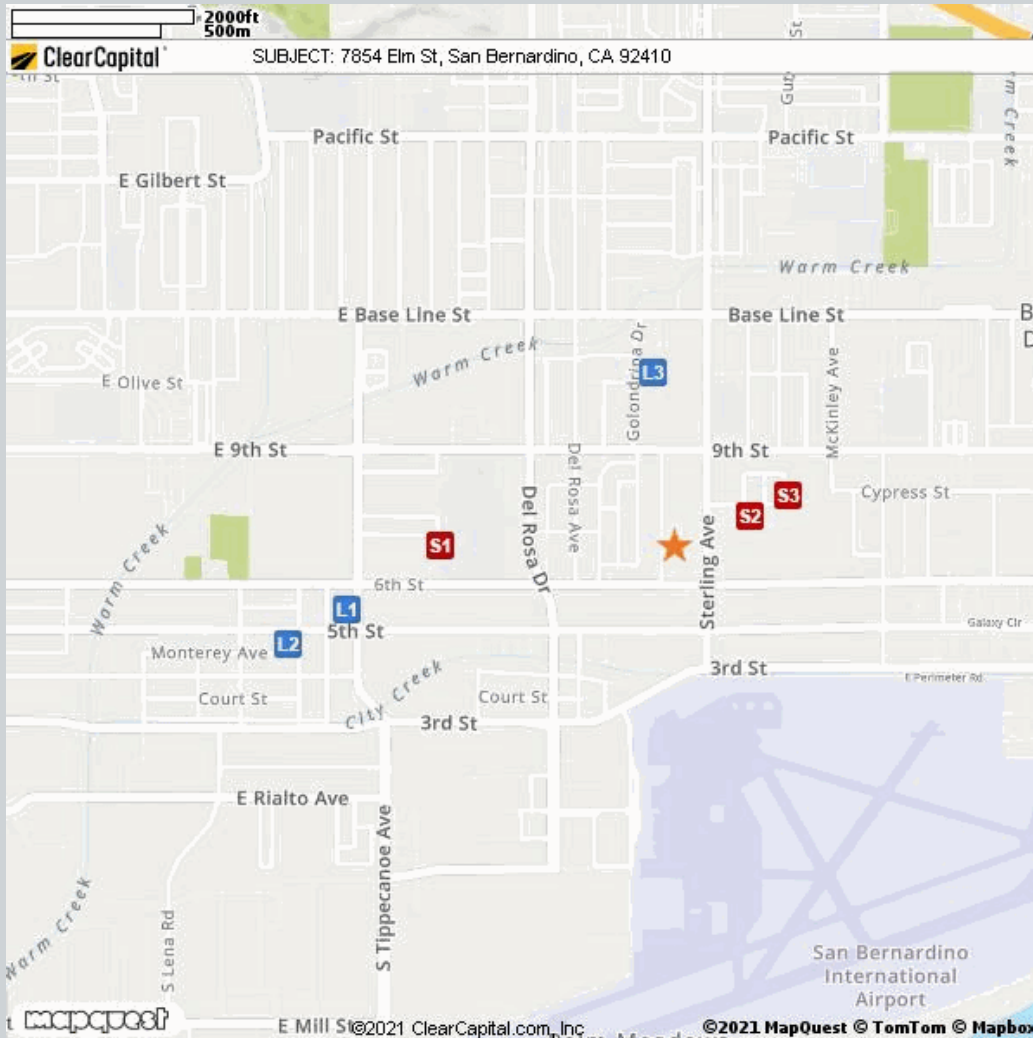 2000ft
500m
ClearCapital
SUBJECT: 7854 Elm St, San Bernardino, CA 92410
Pacific St
Pacific St
E Gilbert St
Warm Creek
E Base Line St
Base Line St
Warm Creek
Golondrina Dr
L3
E Olive St
McKinley Ave
E 9th St
9th St
Del Rosa Ave
Cypress St
S3
S2
Del Rosa Dr
S1
Sterling Ave
Warm Creek
6th St
L1
5th St
Galaxy Cir
L2
Monterey Ave
3rd St
E Perimeter Rd
Court St
Court St
City Creek
3rd St
E Rialto Ave
S Tippecanoe Ave
Warm Creek
S Lena Rd
San Bernardino
International
Airport
mapquest
E Mill St
©2021 ClearCapital.com, Inc
©2021 MapQuest © TomTom © Mapbox